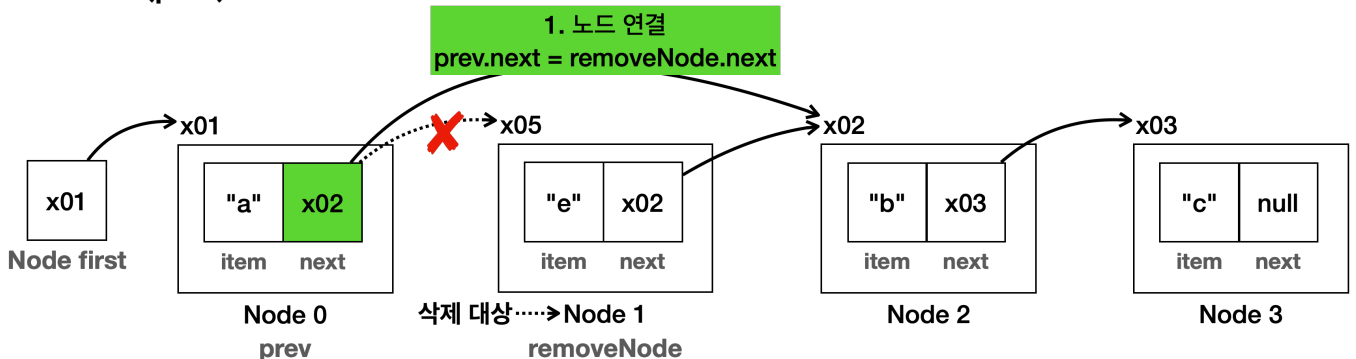 1. 노드 연결
prev.next = removeNode.next
x01
x05
x02
x03
x01
"a"
x02
"e"
x02
"b"
x03
"c"
null
Node first
item
next
item
next
item
next
item
next
Node 0
삭제 대상
Node 1
Node 2
Node 3
prev
removeNode